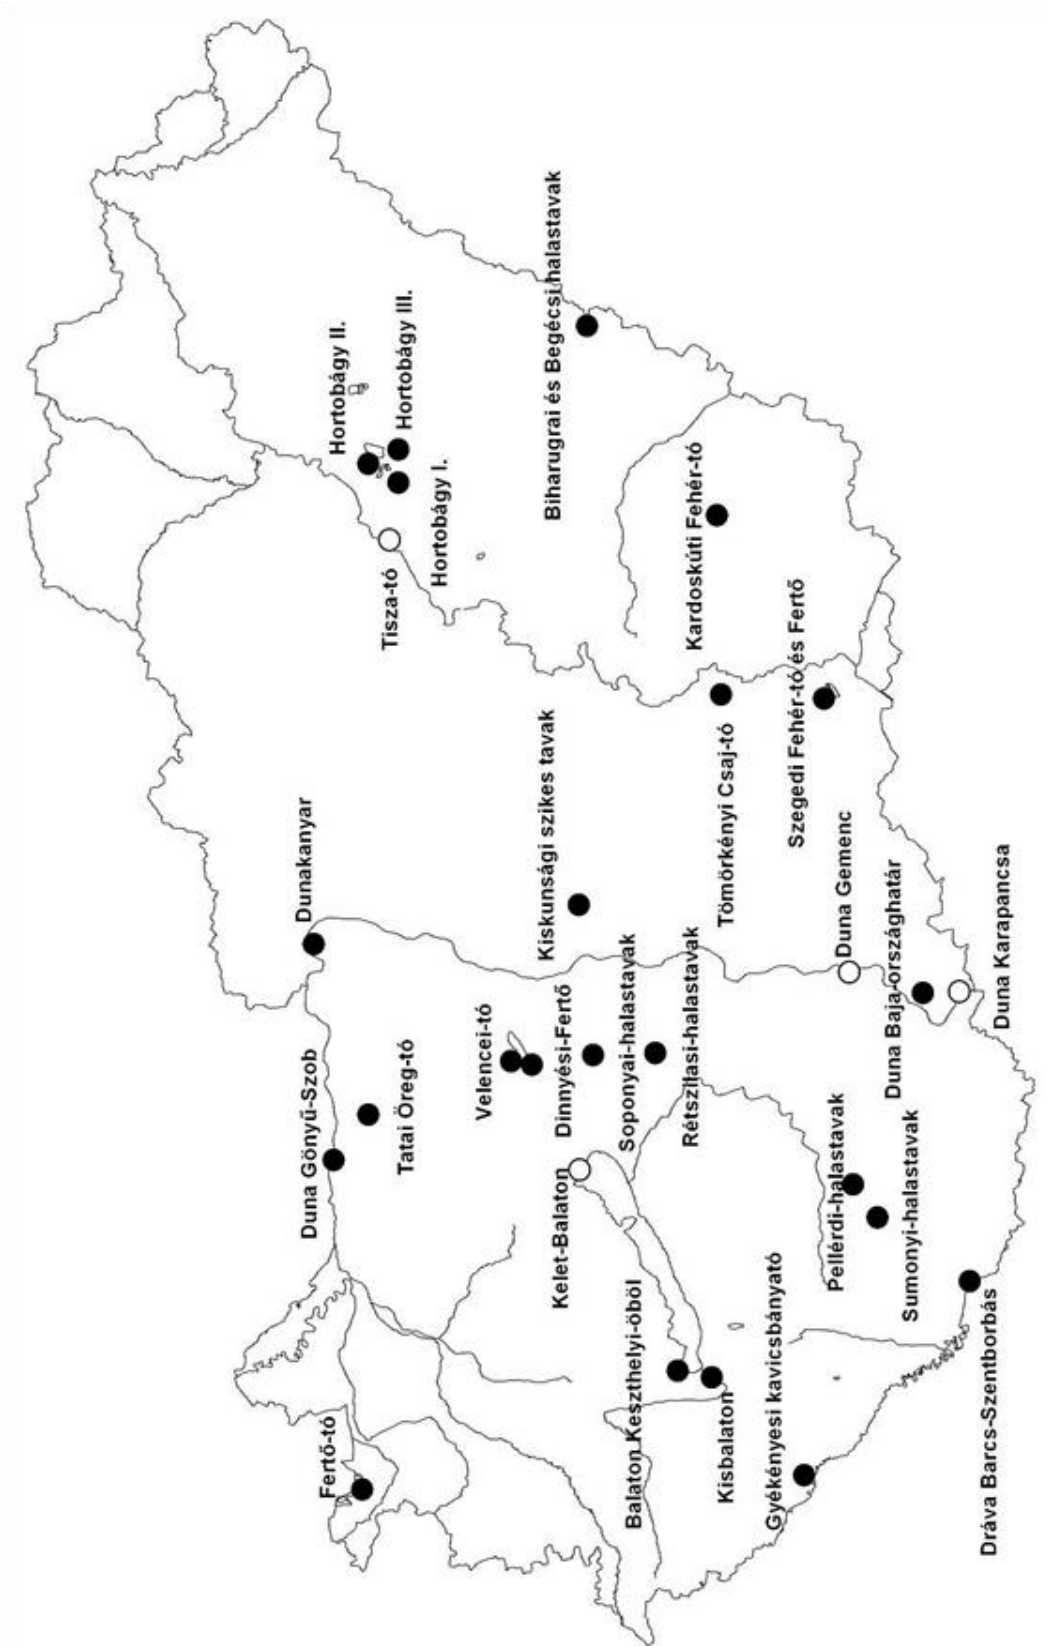 Hortobágy II.
Hortobágy III.
Hortobágy I.
Tisza-tó
Biharugrai és Begécsi halastavak
Kardoskúti Fehér-tó
Szegedi Fehér-tó és Fertő
Tömörkényi Csaj-tó
Kiskunsági szikes tavak
Dunakanyar
Duna Gönyű-Szob
Tatai Öreg-tó
Velencei-tó
Dinnyési-Fertő
Soponyai-halastavak
Rétszilasi-halastavak
Duna Gemenc
Duna Baja-országhatár
Duna Karapancsa
Pellérdi-halastavak
Sumonyi-halastavak
Kelet-Balaton
Balaton Keszthelyi-öböl
Kisbalaton
Gyékényesi kavicsbányató
Dráva Barcs-Szentborbás
Fertő-tó